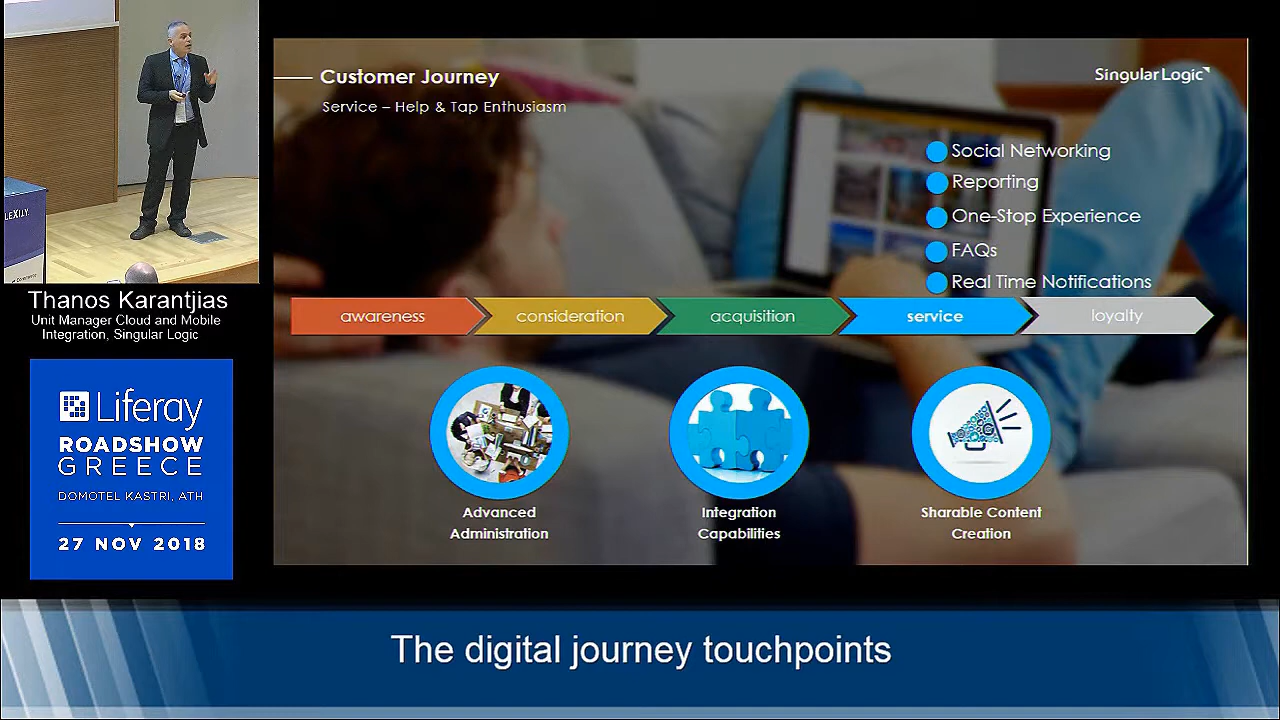 LEXILY.
Thanos Karantjias
Unit Manager Cloud and Mobile
Integration, Singular Logic
Liferay
ROADSHOW
GREECE
DOMOTEL KASTRI, ATH
27 NOV 2018
Customer Journey
Service – Help & Tap Enthusiasm
SingularLogic
Social Networking
Reporting
One-Stop Experience
FAQs
Real Time Notifications
awareness
consideration
acquisition
service
loyalty
Advanced
Administration
Integration
Capabilities
Sharable Content
Creation
The digital journey touchpoints